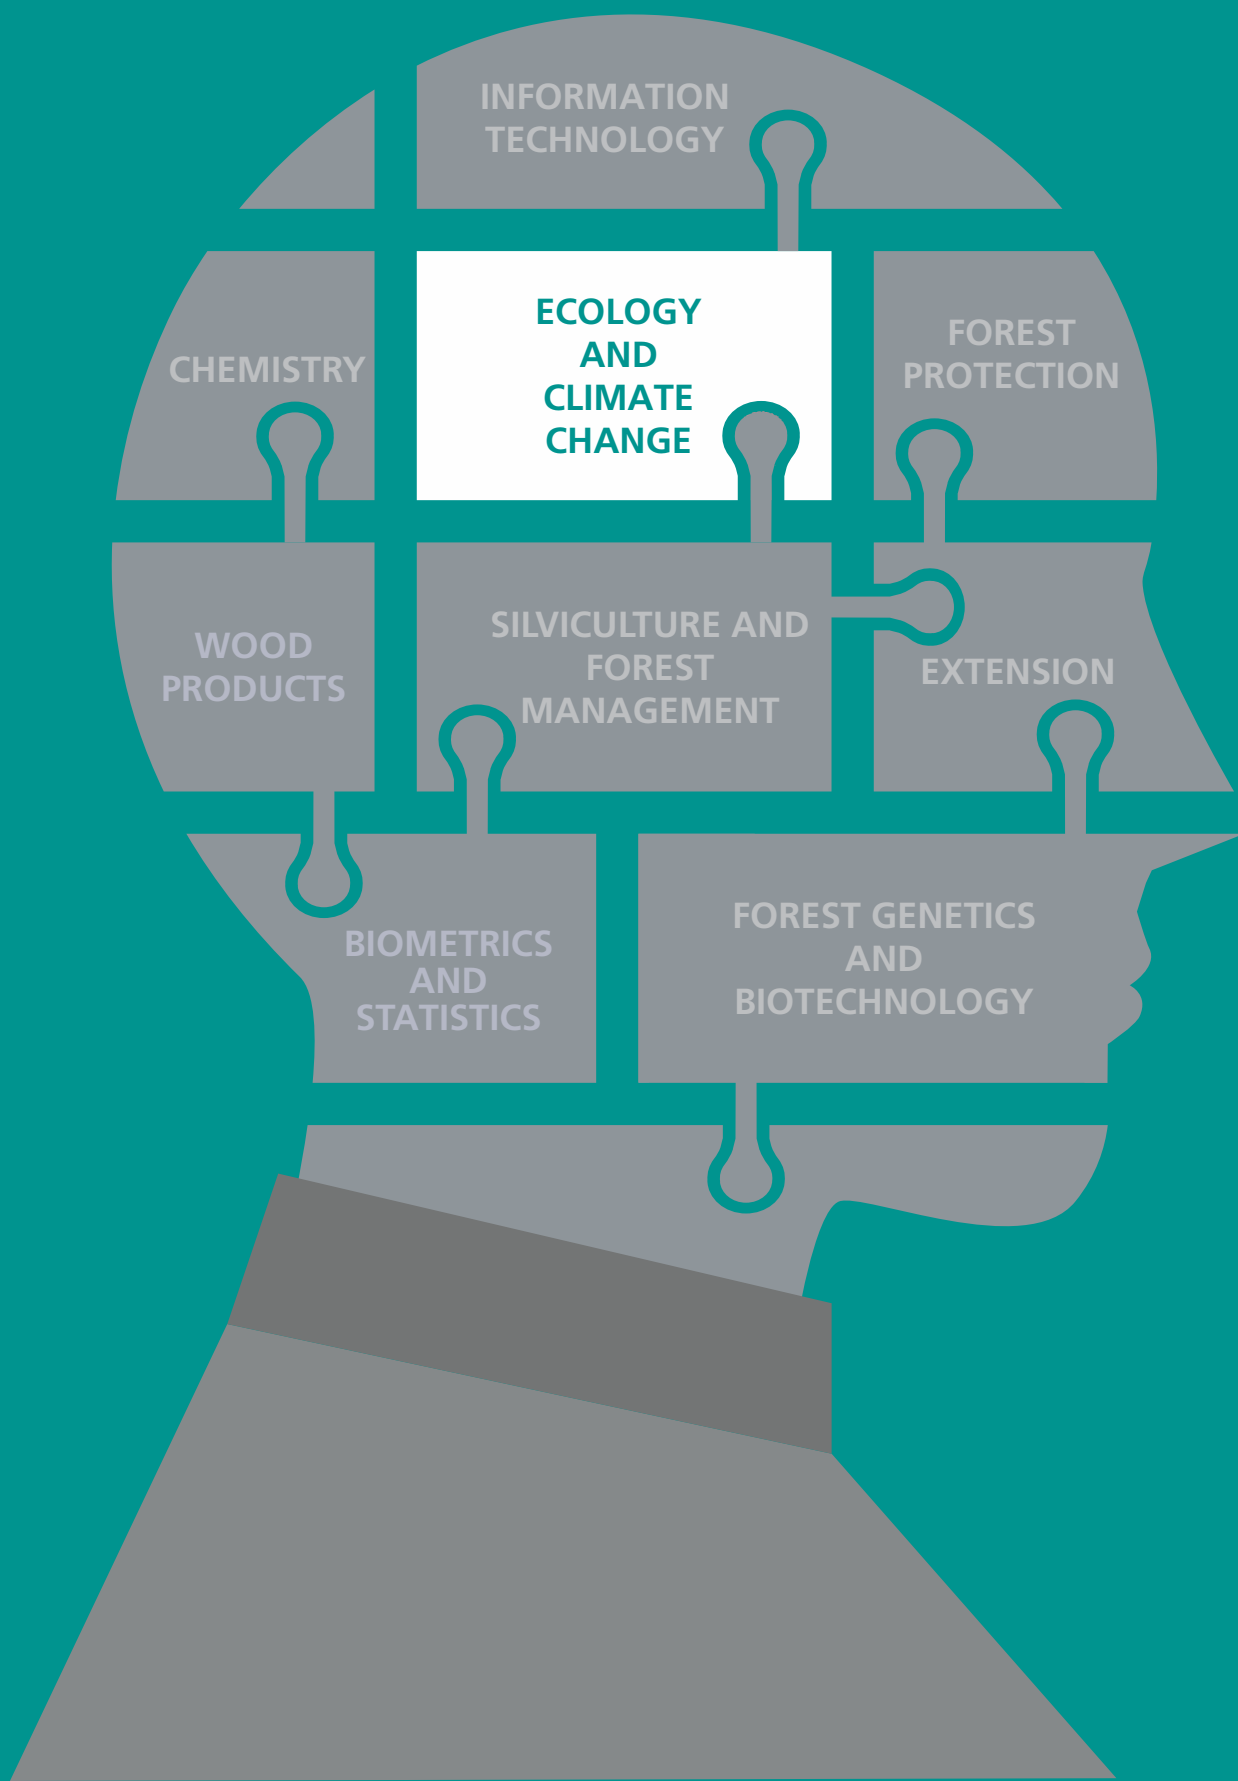 INFORMATION
TECHNOLOGY
CHEMISTRY
ECOLOGY
AND
CLIMATE
CHANGE
FOREST
PROTECTION
WOOD
PRODUCTS
SILVICULTURE AND
FOREST
MANAGEMENT
EXTENSION
BIOMETRICS
AND
STATISTICS
FOREST GENETICS
AND
BIOTECHNOLOGY